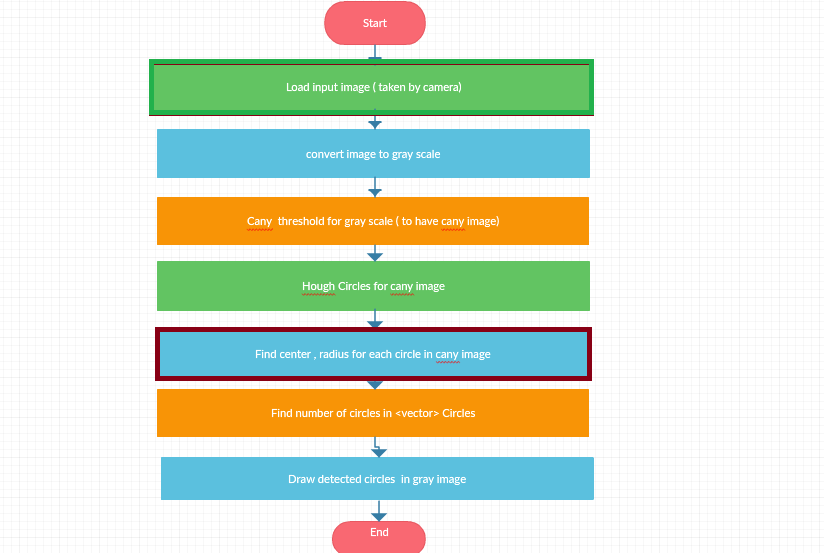 Start
Load input image ( taken by camera)
convert image to gray scale
Cany threshold for gray scale ( to have cany image)
Hough Circles for cany image
Find center , radius for each circle in cany image
Find number of circles in <vector> Circles
Draw detected circles in gray image
End